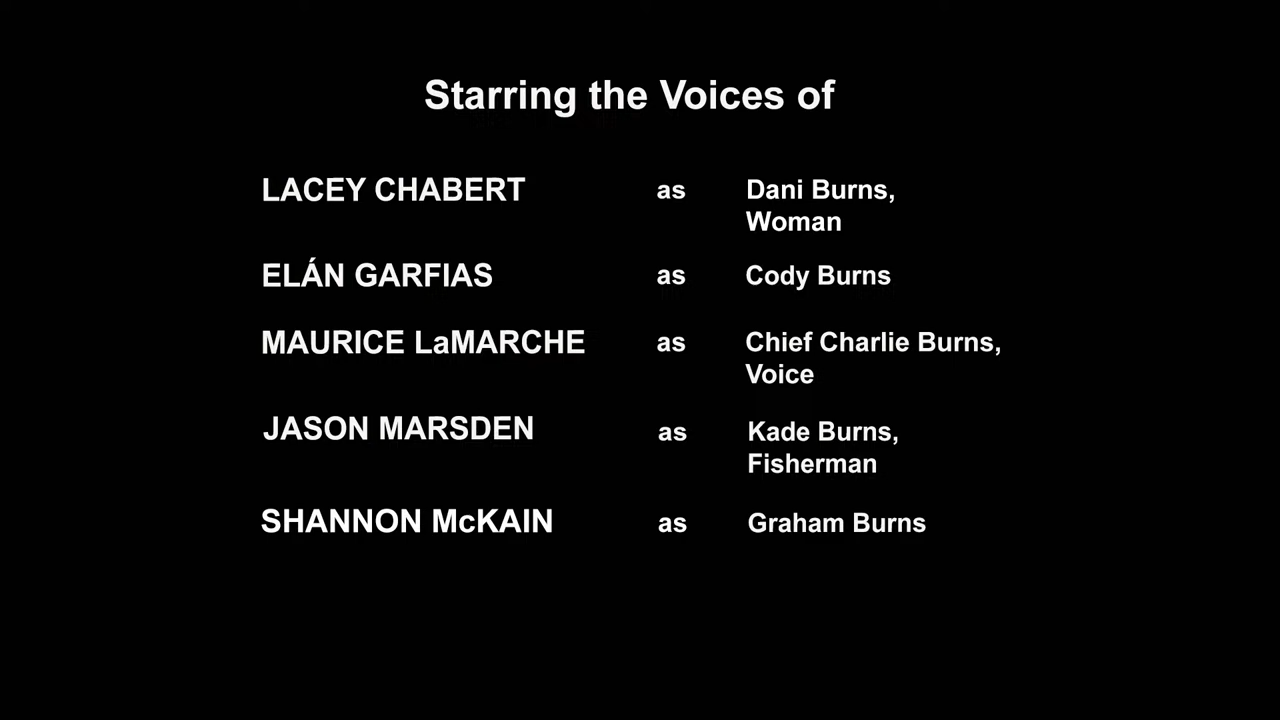 Starring the Voices of
LACEY CHABERT as Dani Burns,
Woman
ELÁN GARFIAS as Cody Burns
MAURICE LaMARCHE as Chief Charlie Burns,
Voice
JASON MARSDEN as Kade Burns,
Fisherman
SHANNON McKAIN as Graham Burns